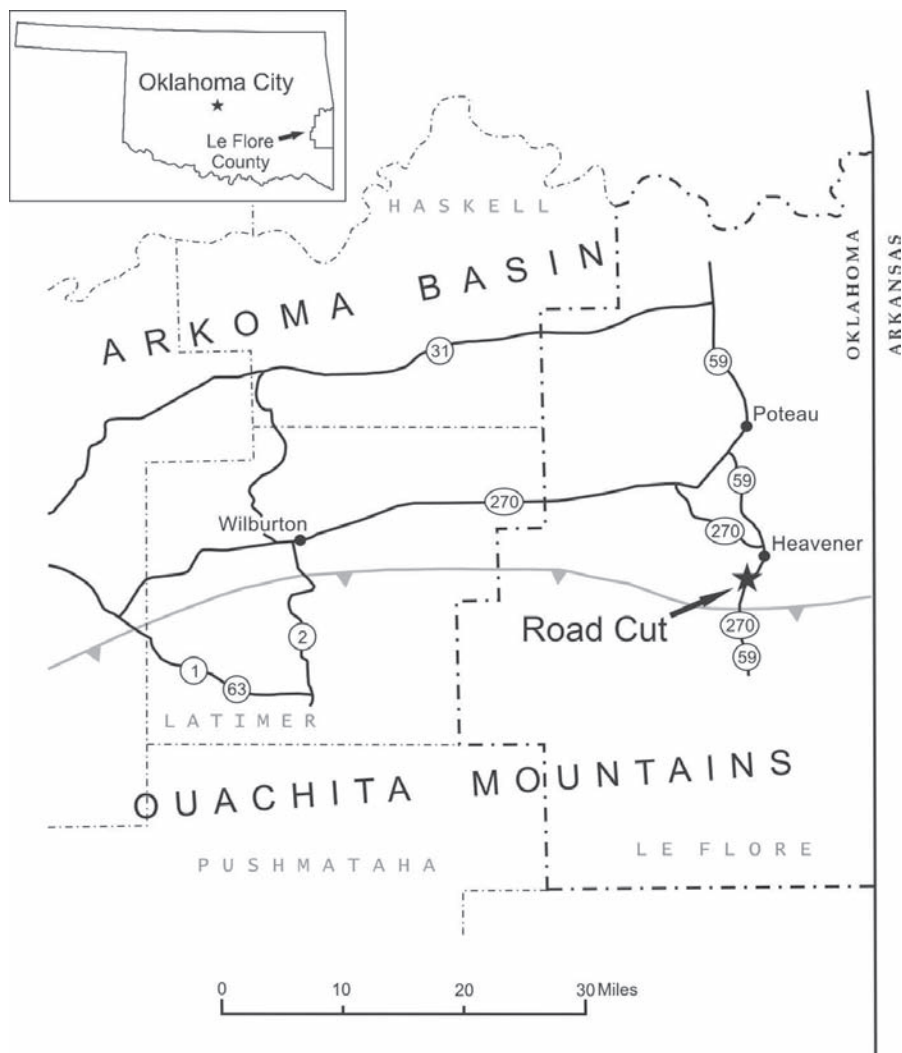 Oklahoma City
Le Flore
County
HASKELL
OKLAHOMA
ARKANSAS
ARKOMA BASIN
31
59
Poteau
59
270
Wilburton
270
Heavener
Road Cut
270
59
2
1
63
LATIMER
OUACHITA MOUNTAINS
PUSHMATAHA
LE FLORE
0 10 20 30 Miles